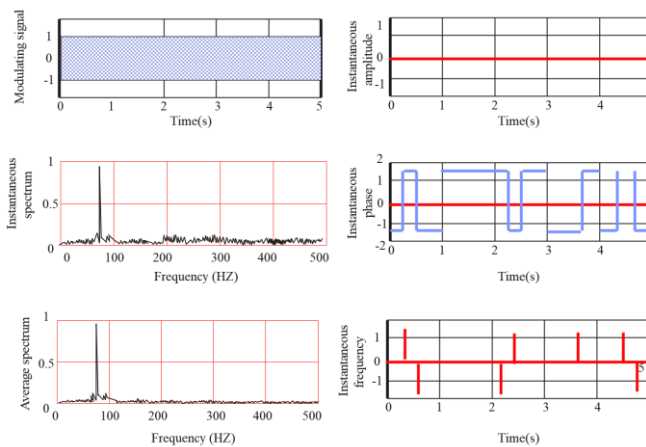 Modulating signal
1
0
-1
0 1 2 3 4 5
Time(s)
Instantaneous
amplitude
1
0
-1
0 1 2 3 4
Time(s)
Instantaneous
spectrum
1
0.5
0
0 100 200 300 400 500
Frequency (HZ)
Instantaneous
phase
2
1
0
-1
-2
0 1 2 3 4
Time(s)
Average spectrum
1
0.5
0
0 100 200 300 400 500
Frequency (HZ)
Instantaneous
frequency
1
0
-1
0 1 2 3 4 5
Time(s)